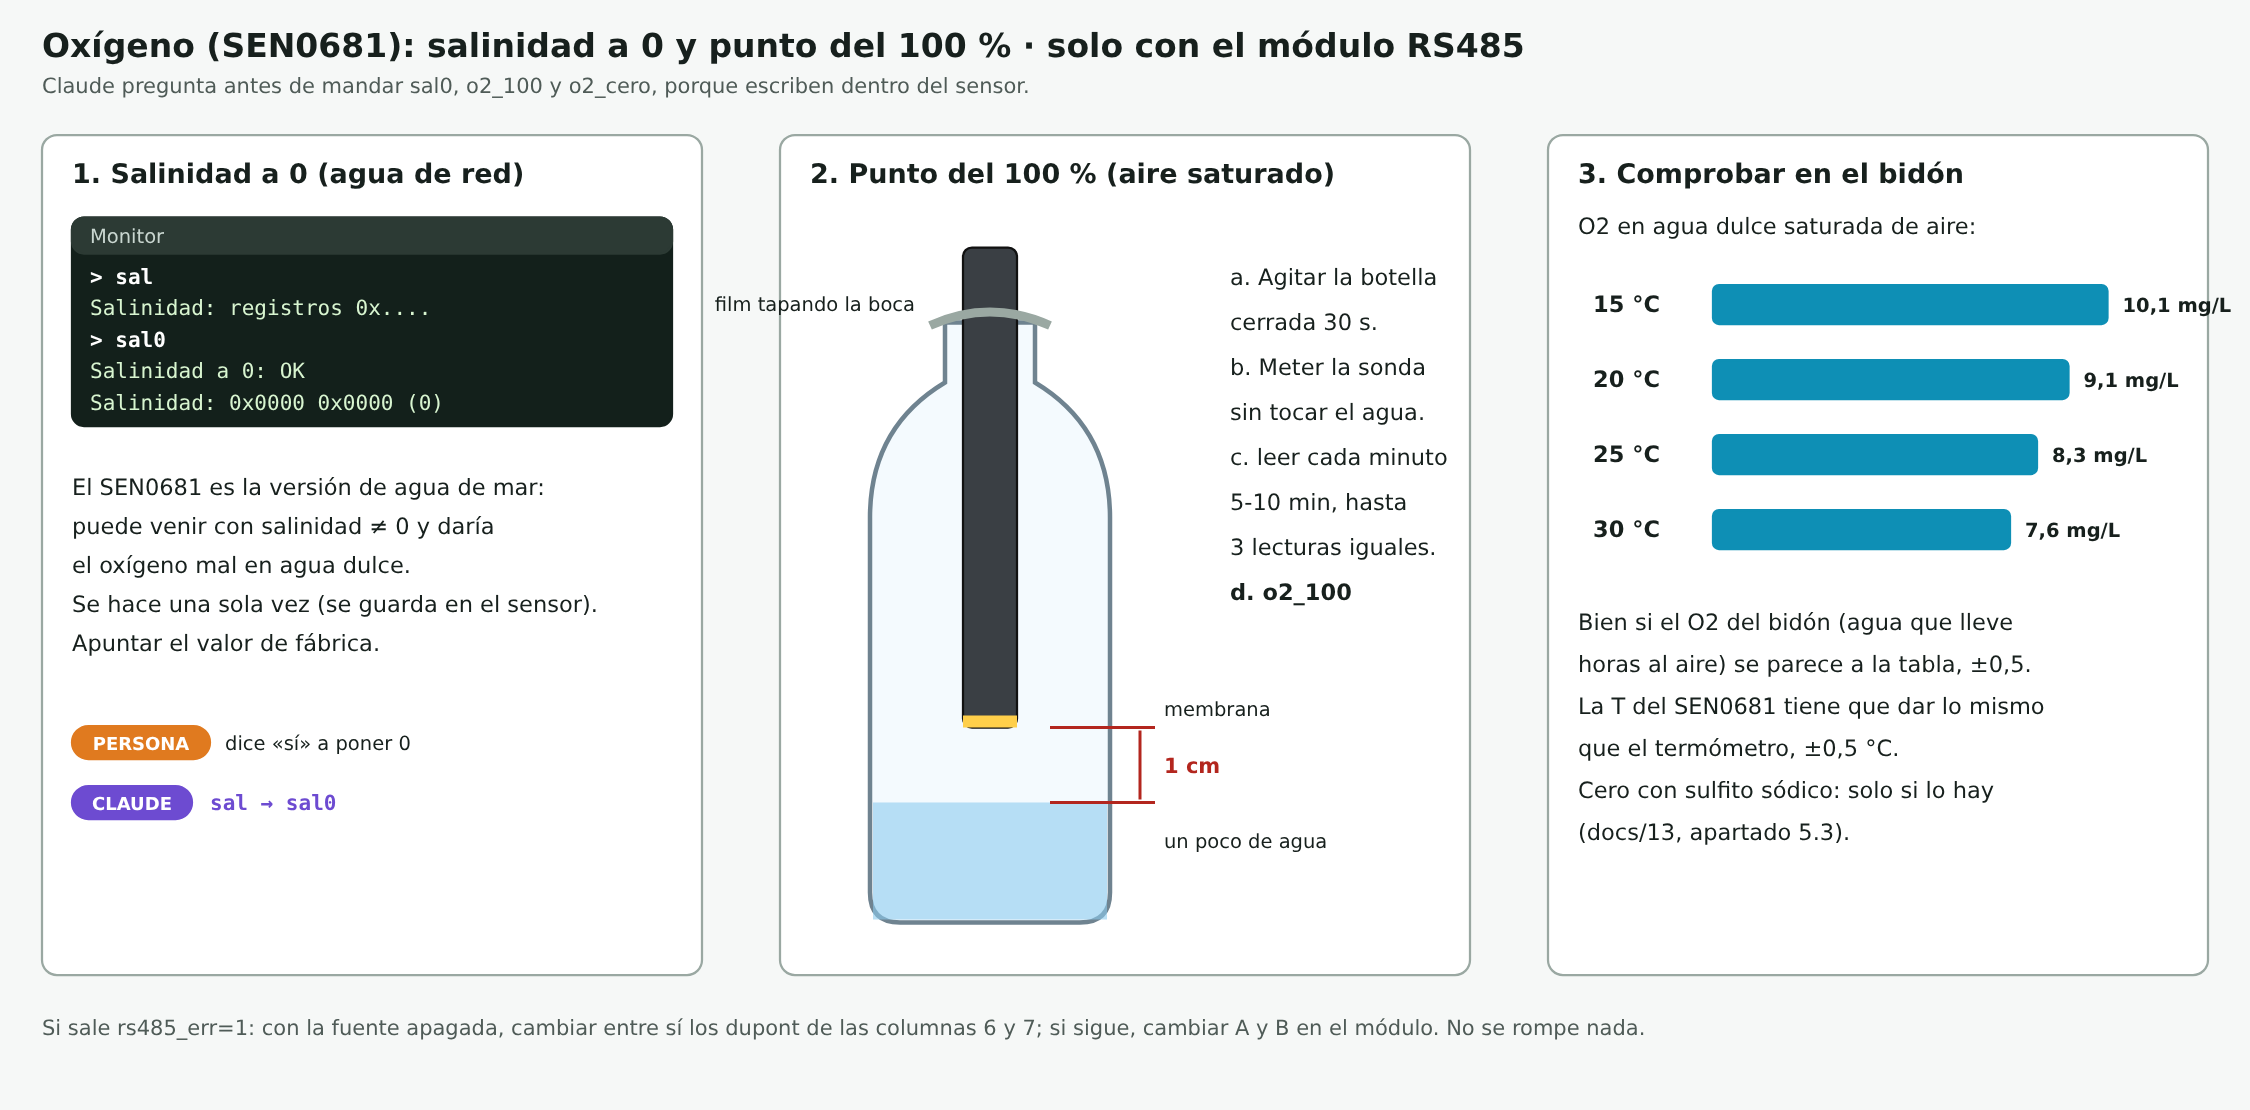 Oxígeno (SEN0681): salinidad a 0 y punto del 100 % · solo con el módulo RS485
Claude pregunta antes de mandar sal0, o2_100 y o2_cero, porque escriben dentro del sensor.
1. Salinidad a 0 (agua de red)
Monitor
> sal
Salinidad: registros 0x....
> sal0
Salinidad a 0: OK
Salinidad: 0x0000 0x0000 (0)
El SEN0681 es la versión de agua de mar:
puede venir con salinidad ≠ 0 y daría
el oxígeno mal en agua dulce.
Se hace una sola vez (se guarda en el sensor).
Apuntar el valor de fábrica.
PERSONA dice «sí» a poner 0
CLAUDE sal → sal0
2. Punto del 100 % (aire saturado)
film tapando la boca
a. Agitar la botella
cerrada 30 s.
b. Meter la sonda
sin tocar el agua.
c. leer cada minuto
5-10 min, hasta
3 lecturas iguales.
d. o2_100
membrana
1 cm
un poco de agua
3. Comprobar en el bidón
O2 en agua dulce saturada de aire:
15 °C 10,1 mg/L
20 °C 9,1 mg/L
25 °C 8,3 mg/L
30 °C 7,6 mg/L
Bien si el O2 del bidón (agua que lleve
horas al aire) se parece a la tabla, ±0,5.
La T del SEN0681 tiene que dar lo mismo
que el termómetro, ±0,5 °C.
Cero con sulfito sódico: solo si lo hay
(docs/13, apartado 5.3).
Si sale rs485_err=1: con la fuente apagada, cambiar entre sí los dupont de las columnas 6 y 7; si sigue, cambiar A y B en el módulo. No se rompe nada.